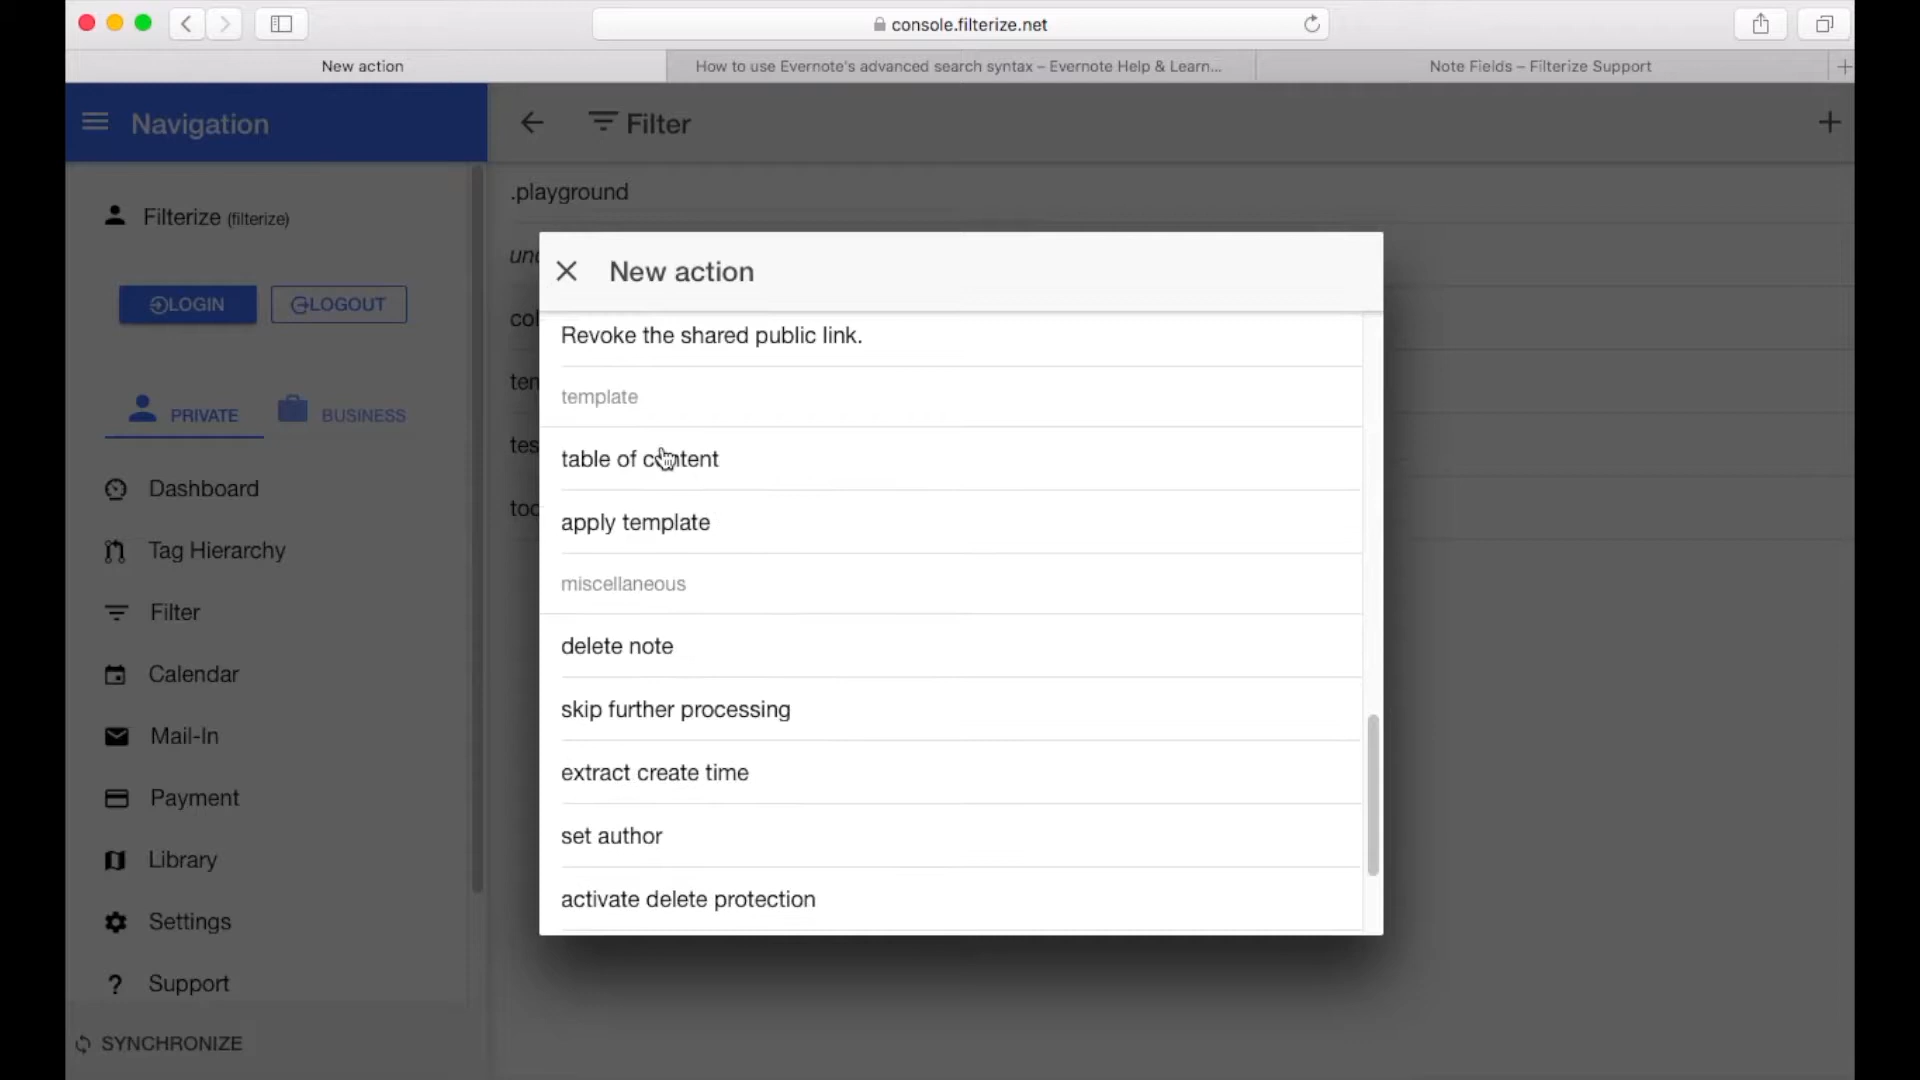 console.filterize.net
New action
How to use Evernote's advanced search syntax – Evernote Help & Learn...
Note Fields – Filterize Support
Navigation
Filter
Filterize (filterize)
LOGIN
LOGOUT
PRIVATE
BUSINESS
Dashboard
Tag Hierarchy
Filter
Calendar
Mail-In
Payment
Library
Settings
Support
SYNCHRONIZE
.playground
New action
Revoke the shared public link.
template
table of content
apply template
miscellaneous
delete note
skip further processing
extract create time
set author
activate delete protection